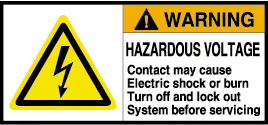 WARNING
HAZARDOUS VOLTAGE
Contact may cause
Electric shock or burn
Turn off and lock out
System before servicing